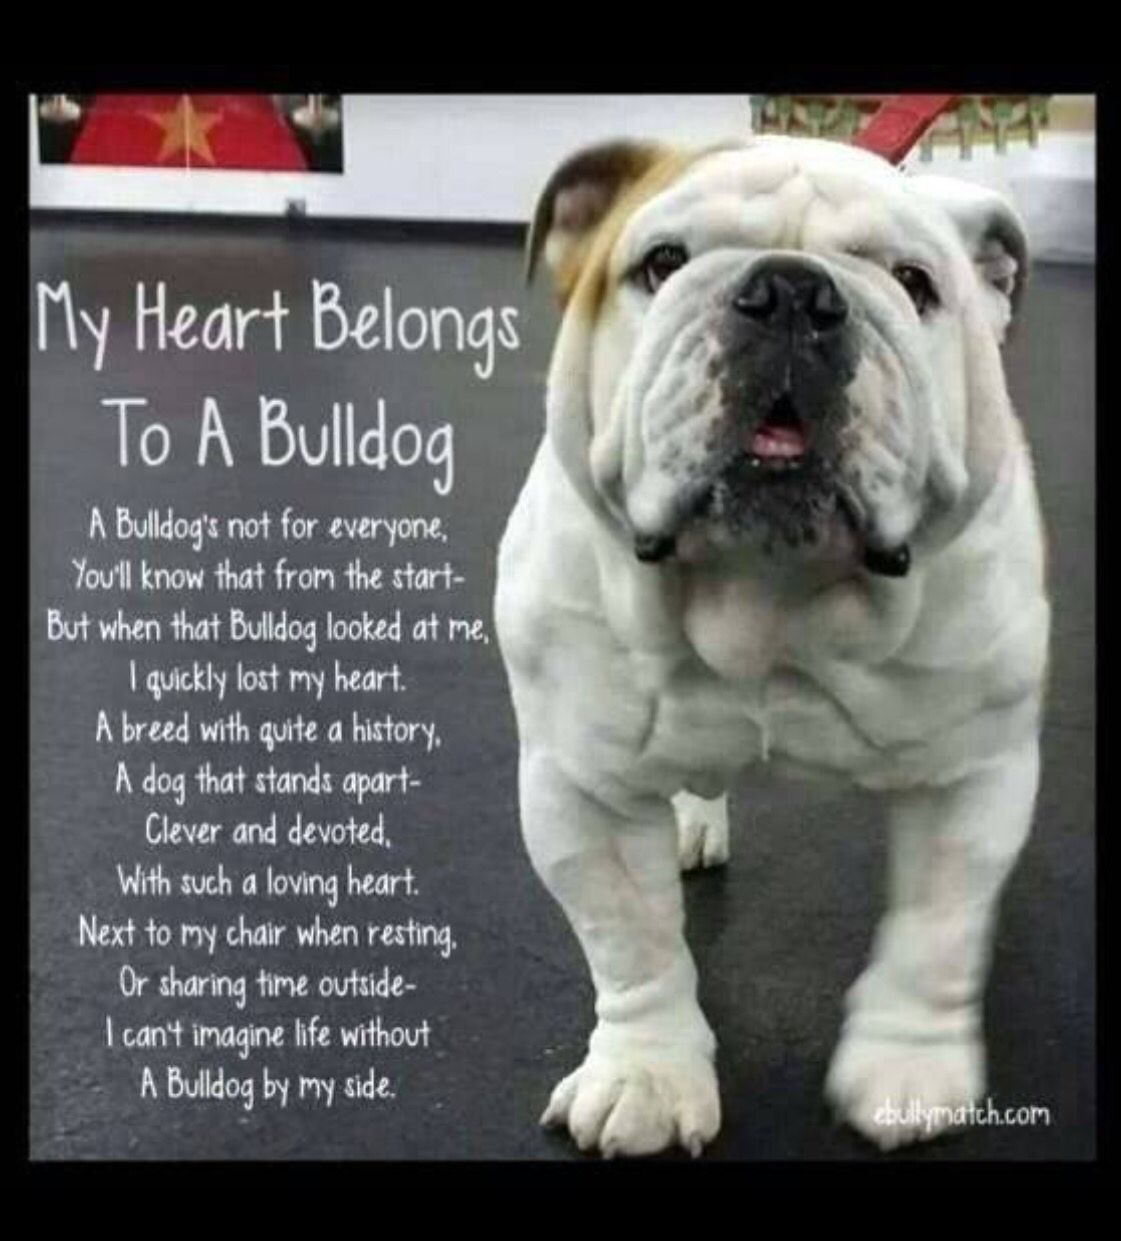 My Heart Belongs
To A Bulldog
A Bulldog's not for everyone,
You'll know that from the start-
But when that Bulldog looked at me,
I quickly lost my heart.
A breed with quite a history,
A dog that stands apart-
Clever and devoted,
With such a loving heart.
Next to my chair when resting,
Or sharing time outside-
I can't imagine life without
A Bulldog by my side.
ebullymatch.com